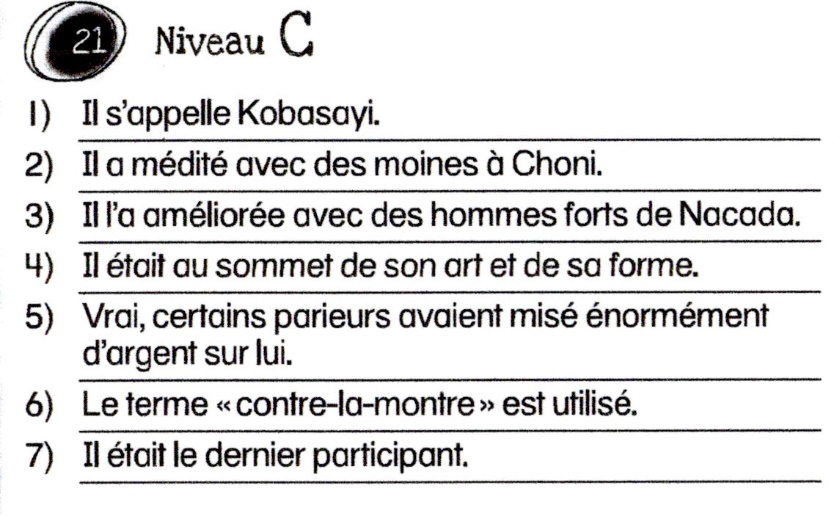 21 Niveau C
1) Il s'appelle Kobasayi.
2) Il a médité avec des moines à Choni.
3) Il l'a améliorée avec des hommes forts de Nacada.
4) Il était au sommet de son art et de sa forme.
5) Vrai, certains parieurs avaient misé énormément
d'argent sur lui.
6) Le terme « contre-la-montre » est utilisé.
7) Il était le dernier participant.